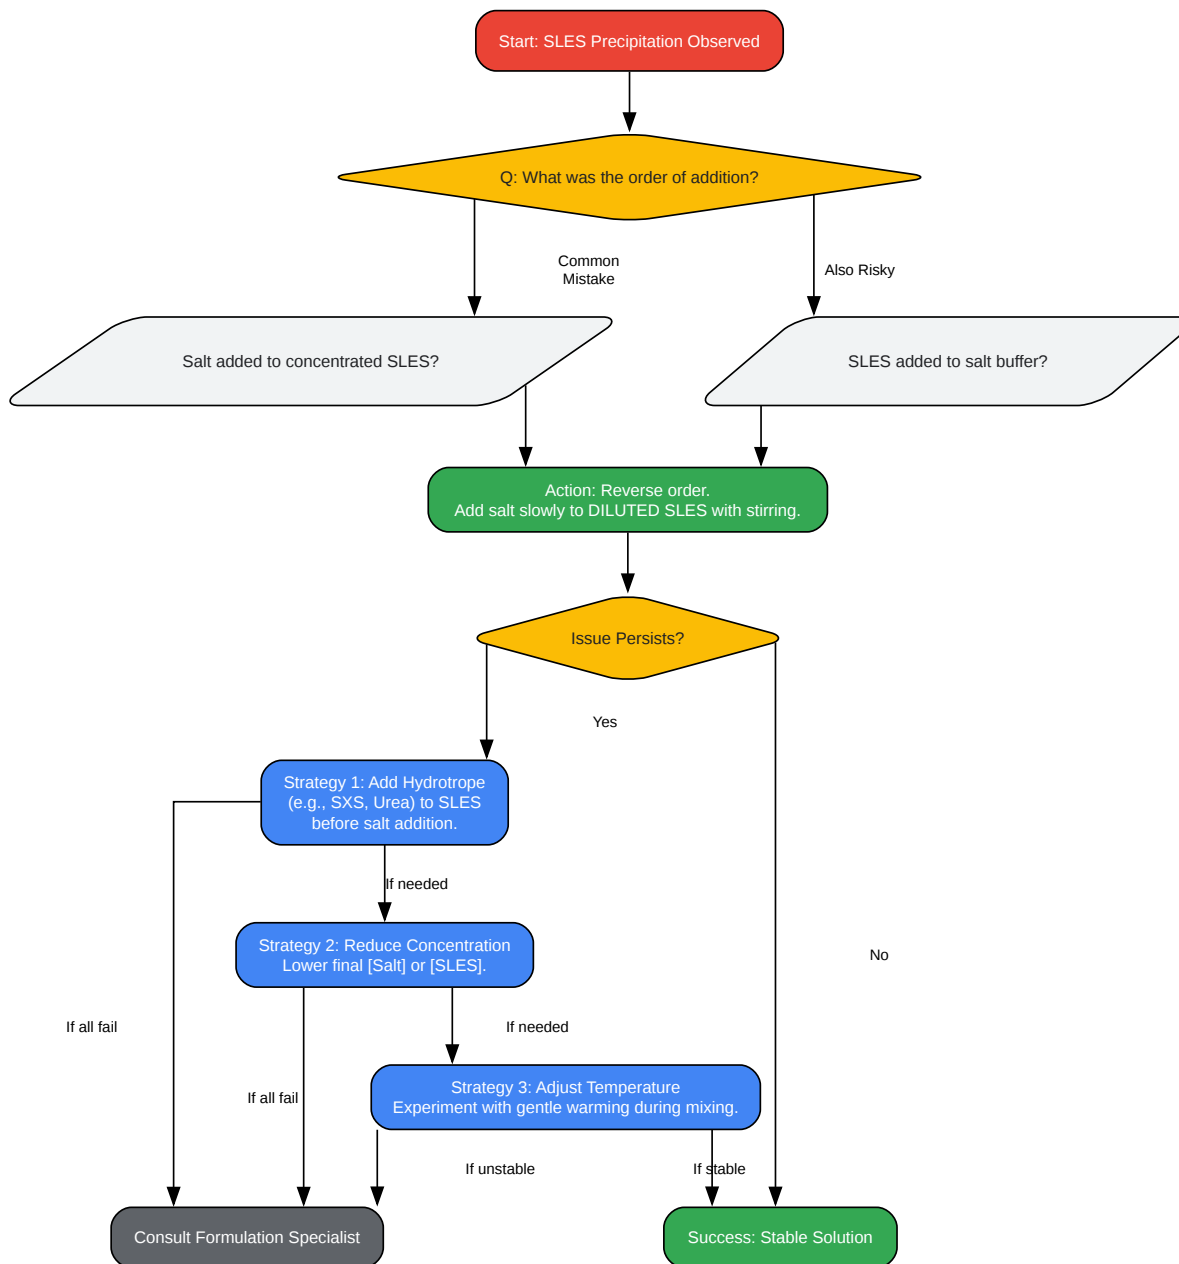 Start: SLES Precipitation Observed
Q: What was the order of addition?
Common
Mistake
Also Risky
Salt added to concentrated SLES?
SLES added to salt buffer?
Action: Reverse order.
Add salt slowly to DILUTED SLES with stirring.
Issue Persists?
Yes
Strategy 1: Add Hydrotrope
(e.g., SXS, Urea) to SLES
before salt addition.
If needed
Strategy 2: Reduce Concentration
Lower final [Salt] or [SLES].
No
If all fail
If needed
Strategy 3: Adjust Temperature
Experiment with gentle warming during mixing.
If all fail
If unstable
If stable
Consult Formulation Specialist
Success: Stable Solution